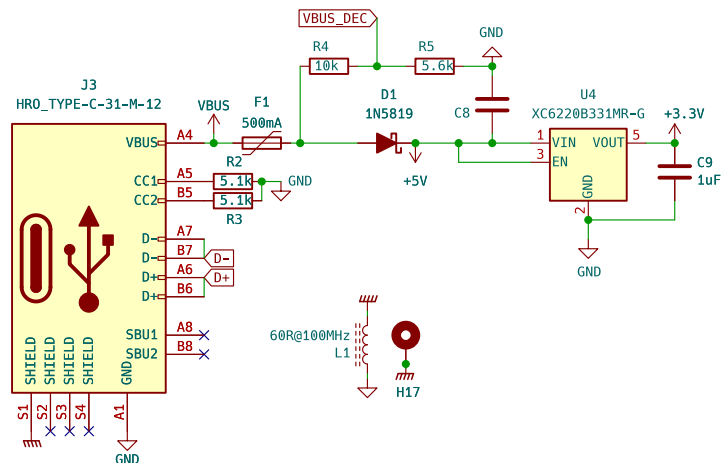 VBUS_DEC
GND
R4
10k
R5
5.6k
J3
HRO_TYPE-C-31-M-12
VBUS
F1
500mA
D1
1N5819
C8
U4
XC6220B331MR-G
+3.3V
VBUS
A4
1
VIN
VOUT
5
3
EN
C9
1uF
R2
CC1
A5
5.1k
GND
+5V
GND
CC2
B5
5.1k
2
R3
D-
A7
D-
B7
D-
GND
D+
A6
D+
D+
B6
SBU1
A8
60R@100MHz
SBU2
B8
L1
SHIELD
SHIELD
SHIELD
SHIELD
GND
H17
S1
S2
S3
S4
A1
GND